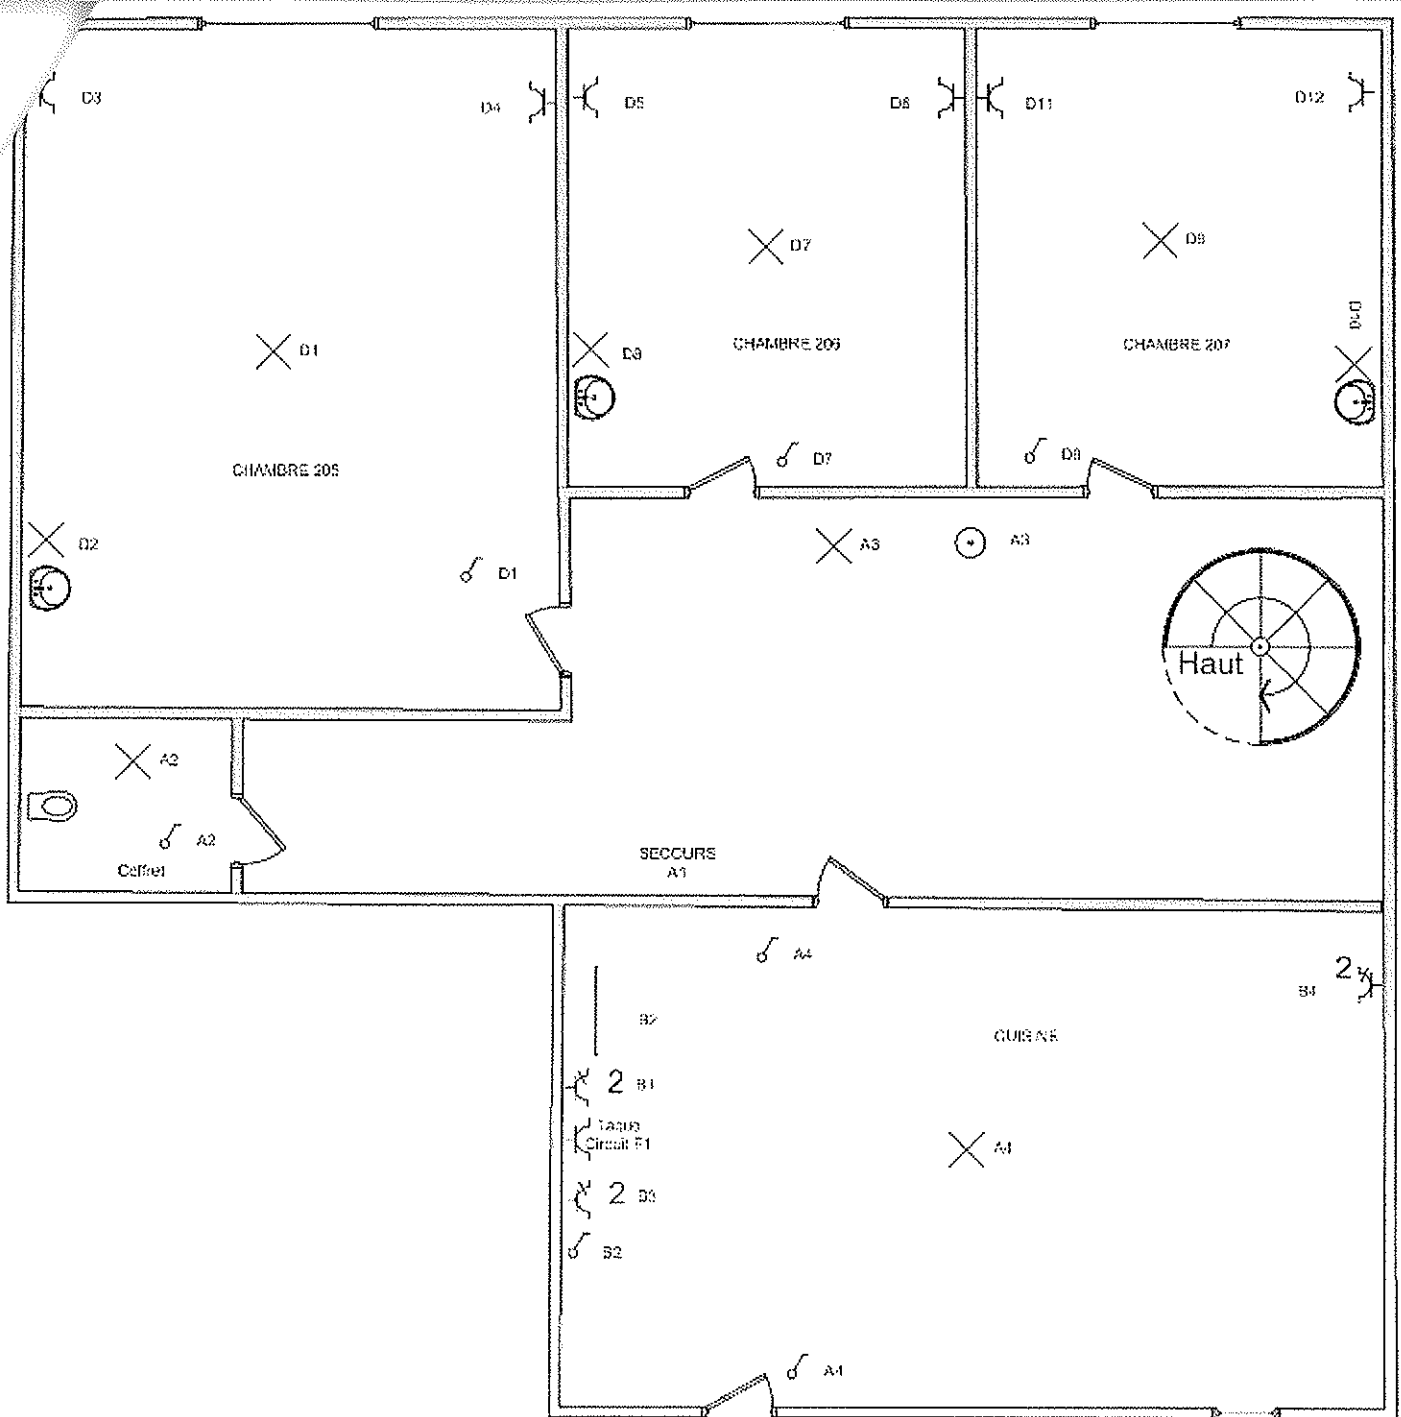 D3
D4
D5
D6
D11
D12
D7
D9
D1
D8
CHAMBRE 206
CHAMBRE 207
D10
CHAMBRE 205
D7
D9
D2
D1
A3
A3
Haut
A2
A2
Coffret
SECOURS
A1
A4
2
B4
B2
CUISINE
2 B1
Taque
Circuit F1
A4
2 B3
B2
A4